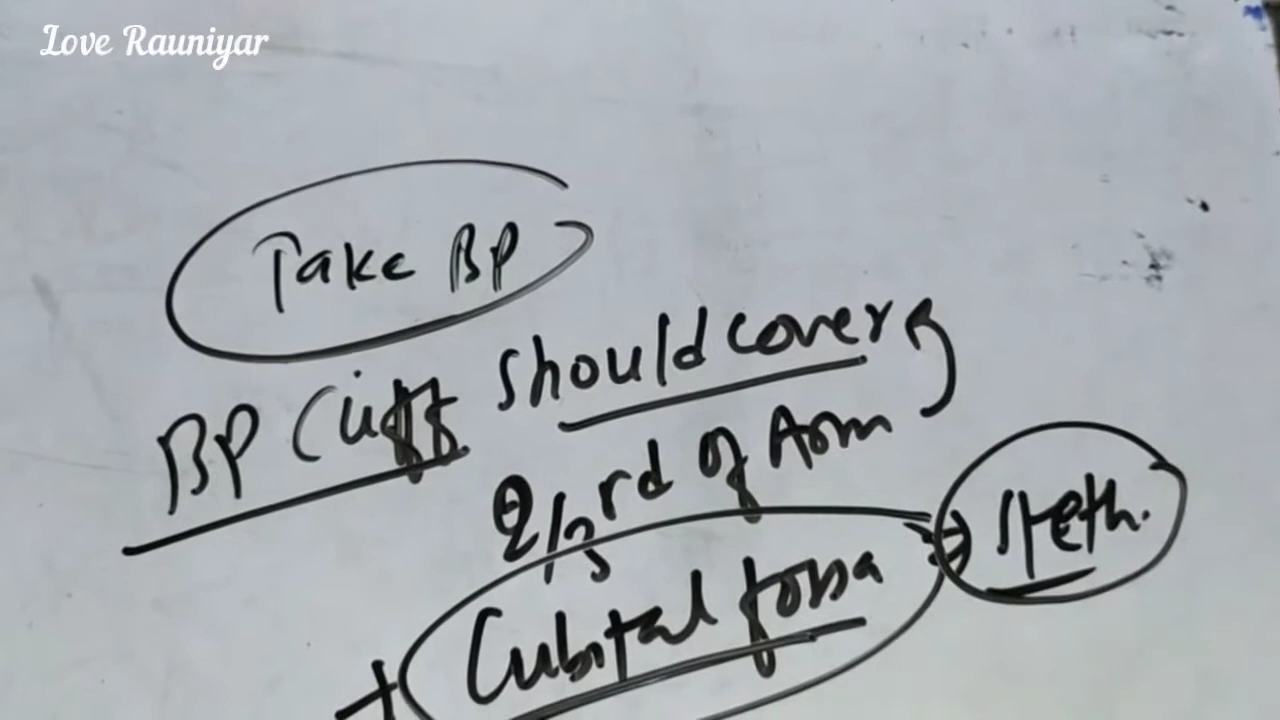 Love Rauniyar
Take BP
BP Cuff should cover
2/3rd of Arm
Cubital fossa
Steth.
+